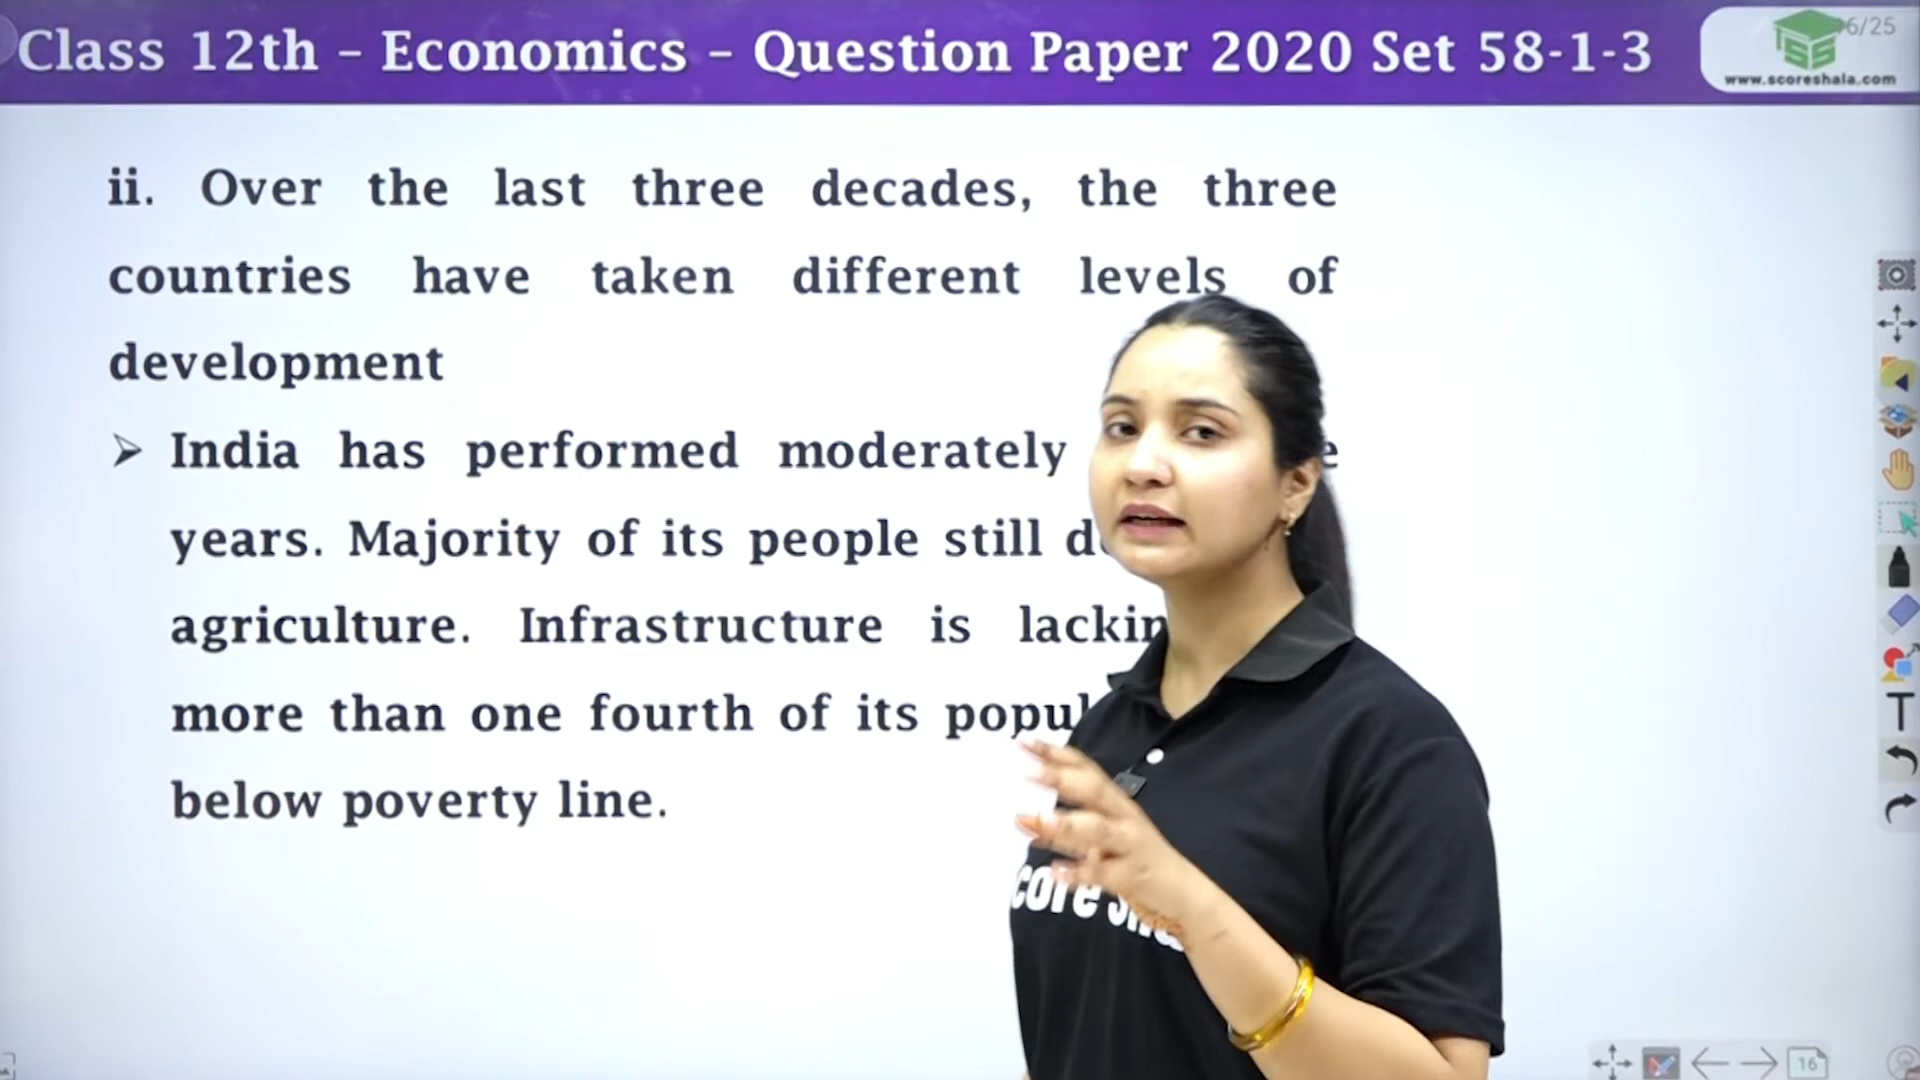 Class 12th – Economics – Question Paper 2020 Set 58-1-3
6/25
SS
www.scoreshala.com
ii. Over the last three decades, the three
countries have taken different levels of
development
➢ India has performed moderately
years. Majority of its people still
agriculture. Infrastructure is
more than one fourth of its
below poverty line.
16